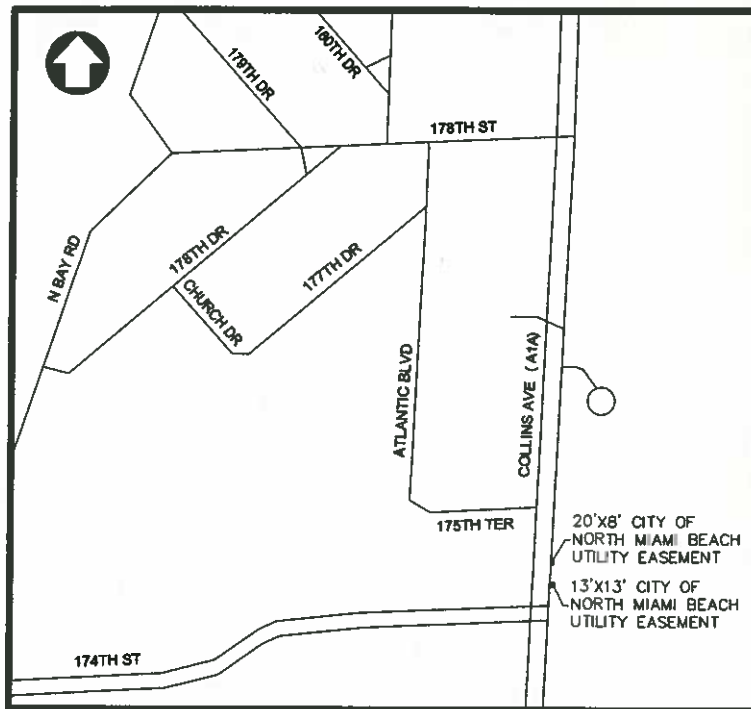 180TH DR
179TH DR
178TH ST
N BAY RD
178TH DR
177TH DR
CHURCH DR
ATLANTIC BLVD
COLLINS AVE (A1A)
175TH TER
20'X8' CITY OF
NORTH MIAMI BEACH
UTILITY EASEMENT
13'X13' CITY OF
NORTH MIAMI BEACH
UTILITY EASEMENT
174TH ST